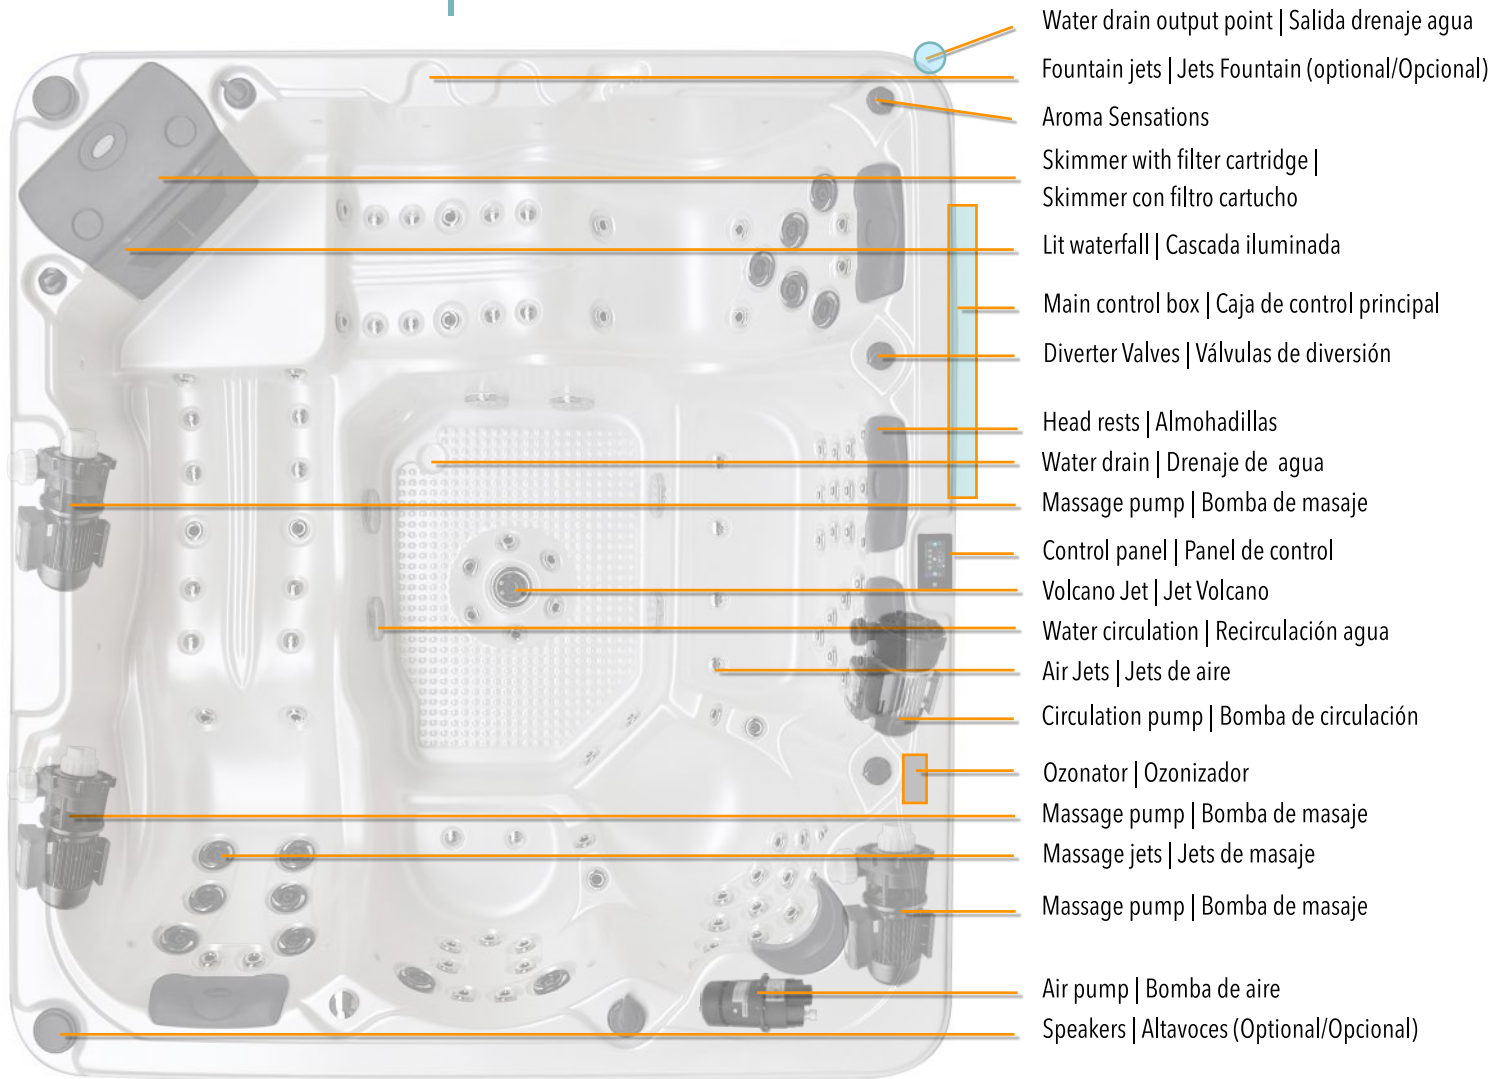 Water drain output point | Salida drenaje agua
Fountain jets | Jets Fountain (optional/Opcional)
Aroma Sensations
Skimmer with filter cartridge |
Skimmer con filtro cartucho
Lit waterfall | Cascada iluminada
Main control box | Caja de control principal
Diverter Valves | Válvulas de diversión
Head rests | Almohadillas
Water drain | Drenaje de agua
Massage pump | Bomba de masaje
Control panel | Panel de control
Volcano Jet | Jet Volcano
Water circulation | Recirculación agua
Air Jets | Jets de aire
Circulation pump | Bomba de circulación
Ozonator | Ozonizador
Massage pump | Bomba de masaje
Massage jets | Jets de masaje
Massage pump | Bomba de masaje
Air pump | Bomba de aire
Speakers | Altavoces (Optional/Opcional)